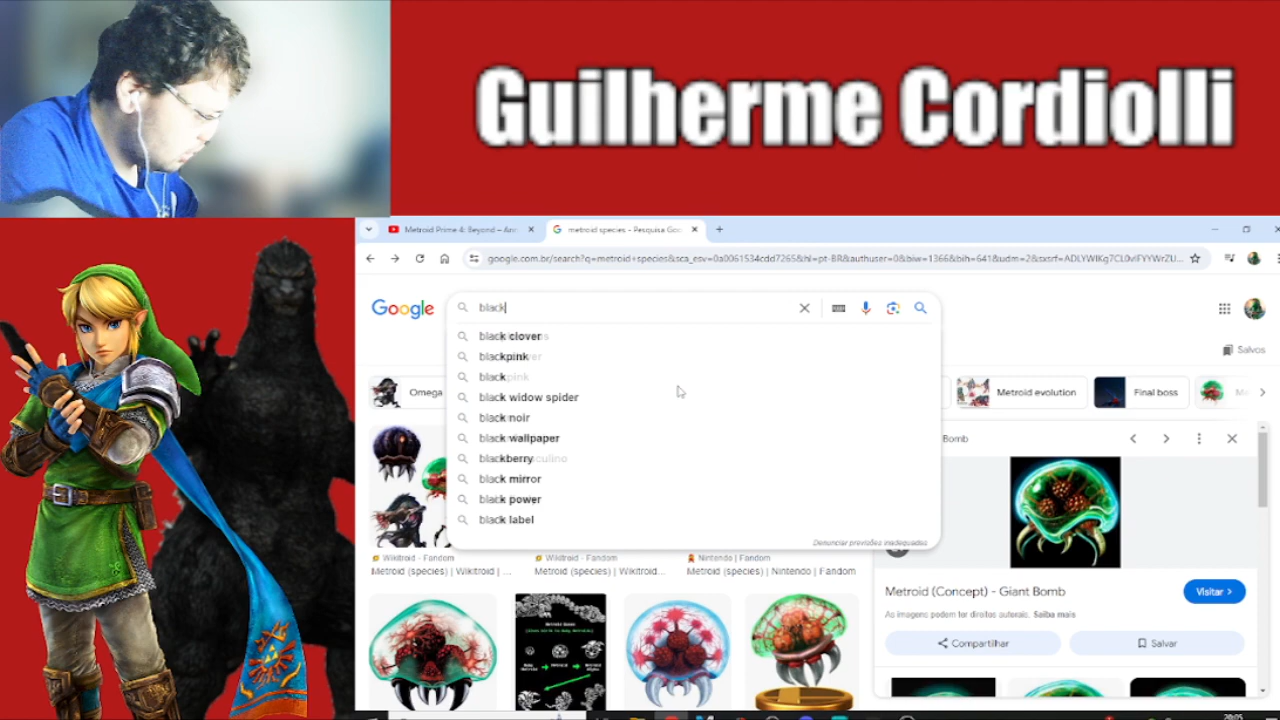 Guilherme Cordiolli
Metroid Prime 4: Beyond – Ann
metroid species - Pesquisa Goo
google.com.br/search?q=metroid+species&sca_esv=0a0061534cdd7265&hl=pt-BR&authuser=0&biw=1366&bih=641&udm=2&sxsrf=
Google
black
black clover
blackpink
black
black widow spider
black noir
black wallpaper
blackberry
black mirror
black power
black label
Denunciar previsões inadequadas
Salvos
Omega
Metroid evolution
Final boss
Bomb
Wikitroid - Fandom
Metroid (species) | Wikitroid | ...
Wikitroid - Fandom
Metroid (species) | Wikitroid...
Nintendo | Fandom
Metroid (species) | Nintendo | Fandom
Metroid (Concept) - Giant Bomb
Visitar
As imagens podem ter direitos autorais. Saiba mais
Compartilhar
Salvar